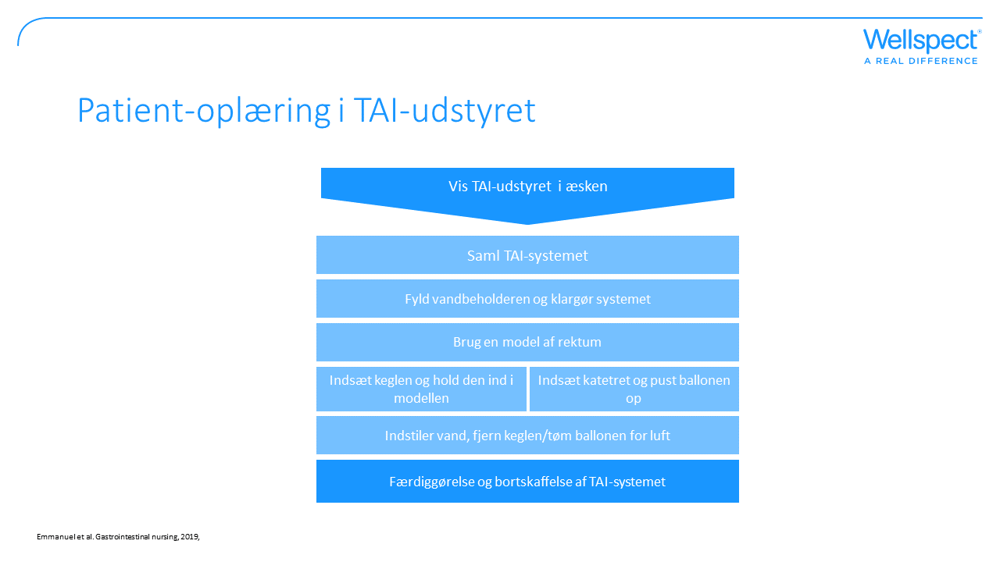 Wellspect®
A REAL DIFFERENCE
Patient-oplæring i TAI-udstyret
Vis TAI-udstyret i æsken
Saml TAI-systemet
Fyld vandbeholderen og klargør systemet
Brug en model af rektum
Indsæt keglen og hold den ind i
modellen
Indsæt katetret og pust ballonen
op
Indstiler vand, fjern keglen/tøm ballonen for luft
Færdiggørelse og bortskaffelse af TAI-systemet
Emmanuel et al. Gastrointestinal nursing, 2019,